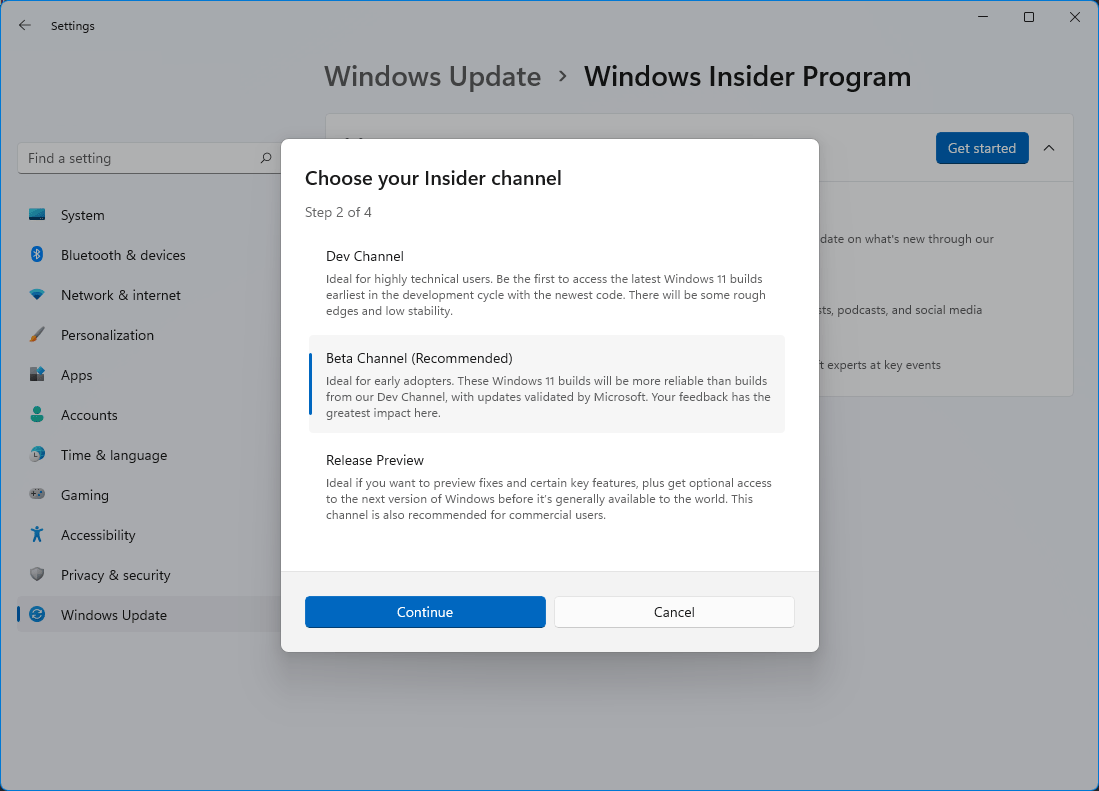 Settings
Windows Update > Windows Insider Program
Find a setting
Get started
System
Bluetooth & devices
Network & internet
Personalization
Apps
Accounts
Time & language
Gaming
Accessibility
Privacy & security
Windows Update
Choose your Insider channel
Step 2 of 4
Dev Channel
Ideal for highly technical users. Be the first to access the latest Windows 11 builds
earliest in the development cycle with the newest code. There will be some rough
edges and low stability.
Beta Channel (Recommended)
Ideal for early adopters. These Windows 11 builds will be more reliable than builds
from our Dev Channel, with updates validated by Microsoft. Your feedback has the
greatest impact here.
Release Preview
Ideal if you want to preview fixes and certain key features, plus get optional access
to the next version of Windows before it's generally available to the world. This
channel is also recommended for commercial users.
Continue
Cancel
date on what's new through our
podcasts, and social media
experts at key events